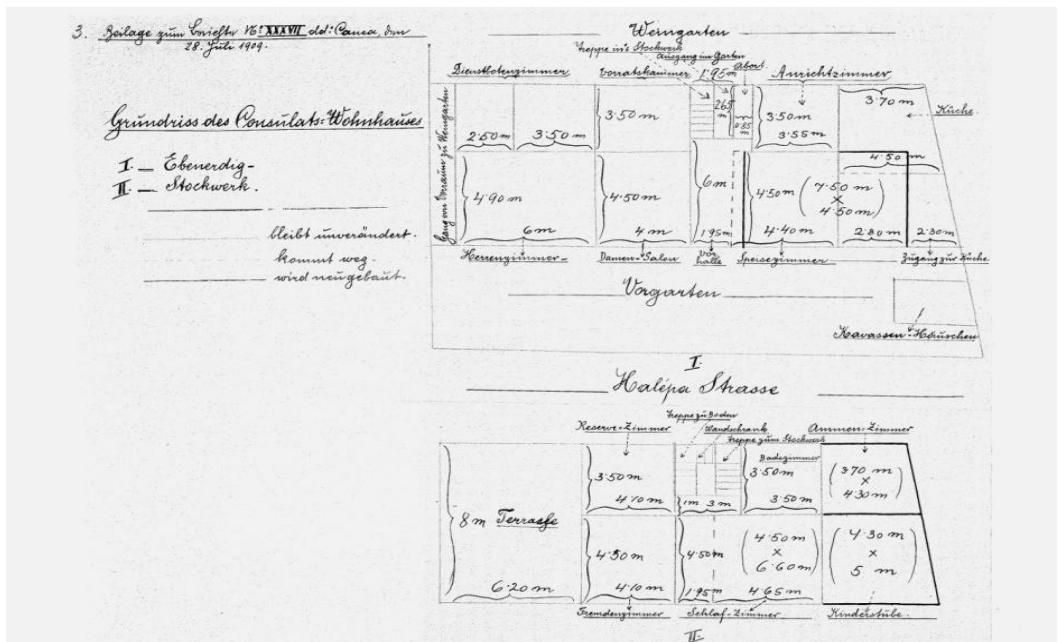 3. Beilage zum Berichte No: XXXVII dd: Canea, den
28. Juli 1909.
Grundriss des Consulats-Wohnhauses
I. — Ebenerdig-
II. — Stockwerk.
bleibt unverändert.
kommt weg.
wird neugebaut.
Weingarten
Treppe in's Stockwerk
Ausgang im Garten
Abort
Dienstbotenzimmer
Vorratskammer
1·95 m
Anrichtzimmer
3·70 m
Küche
3·50 m
2·65 m
0·85 m
3·50 m
3·55 m
2·50 m
3·50 m
Gang von Vorraum zu Weingarten
4·50 m
4·90 m
6 m
4·50 m
4 m
6 m
1·95 m
4·50 m
(7·50 m
×
4·50 m)
4·40 m
2·80 m
2·30 m
Herrenzimmer-
Damen-Salon
Vorhalle
Speisezimmer
Zugang zur Küche
Vorgarten
Kavassen-Häuschen
I.
Halépa Strasse
Treppe zu Boden
Wandschrank
Treppe zum Stockwerk
Reserve-Zimmer
Ammen-Zimmer
Badezimmer
3·50 m
4·10 m
1 m
3 m
3·50 m
3·50 m
(3·70 m
×
4·30 m)
8 m Terrasse
6·20 m
4·50 m
4·10 m
4·50 m
1·95 m
(4·50 m
×
6·60 m)
4·65 m
(4·30 m
×
5 m)
Fremdenzimmer
Schlaf-Zimmer
Kinderstube.
II.